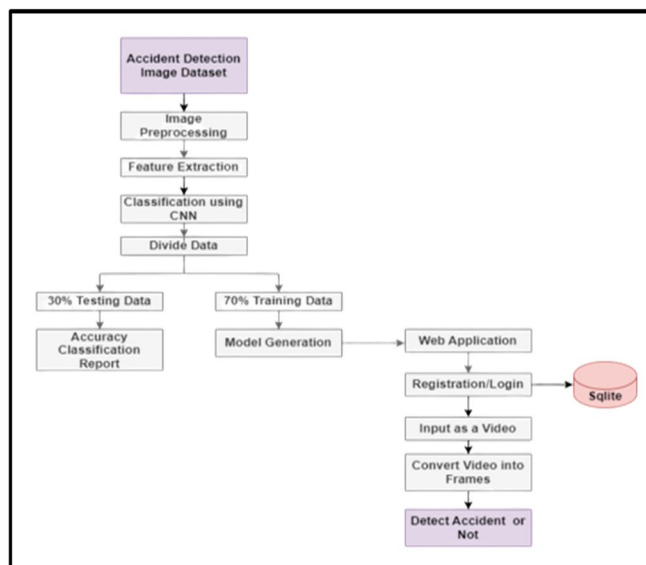 Accident Detection
Image Dataset
Image
Preprocessing
Feature Extraction
Classification using
CNN
Divide Data
30% Testing Data
70% Training Data
Accuracy
Classification
Report
Model Generation
Web Application
Registration/Login
Sqlite
Input as a Video
Convert Video into
Frames
Detect Accident or
Not